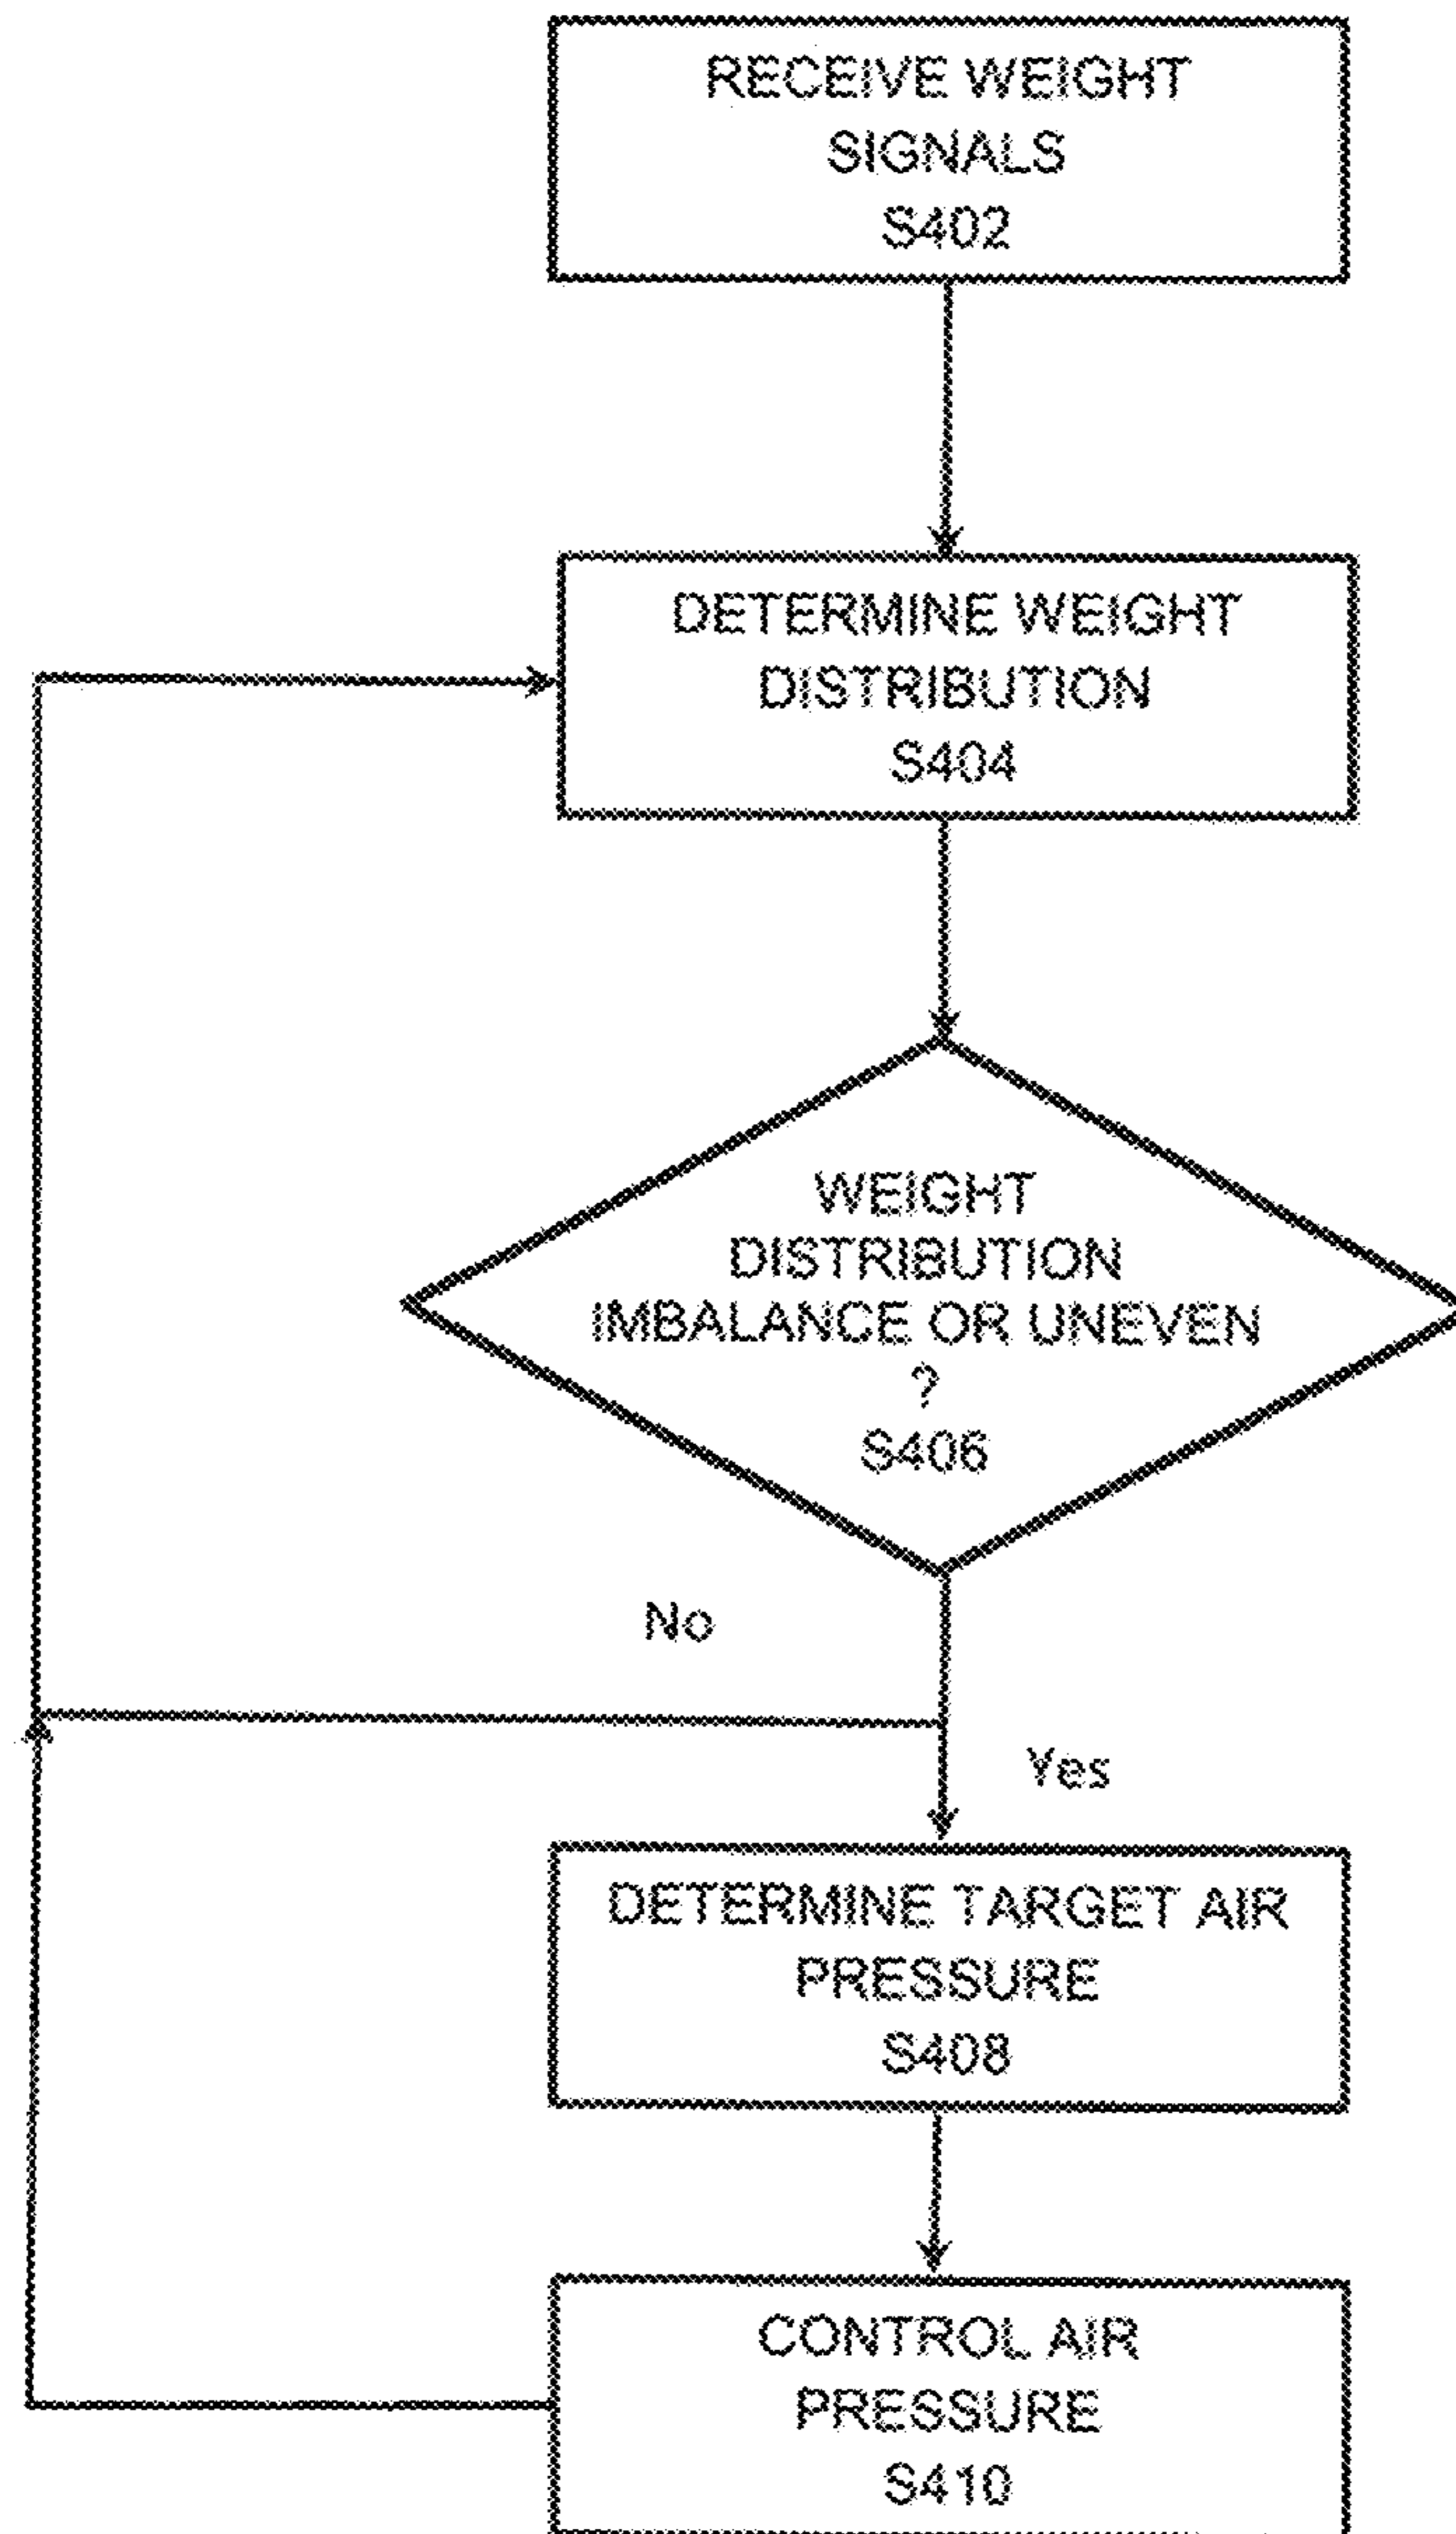 RECEIVE WEIGHT
SIGNALS
S402
DETERMINE WEIGHT
DISTRIBUTION
S404
WEIGHT
DISTRIBUTION
IMBALANCE OR UNEVEN
?
S406
No
Yes
DETERMINE TARGET AIR
PRESSURE
S408
CONTROL AIR
PRESSURE
S410